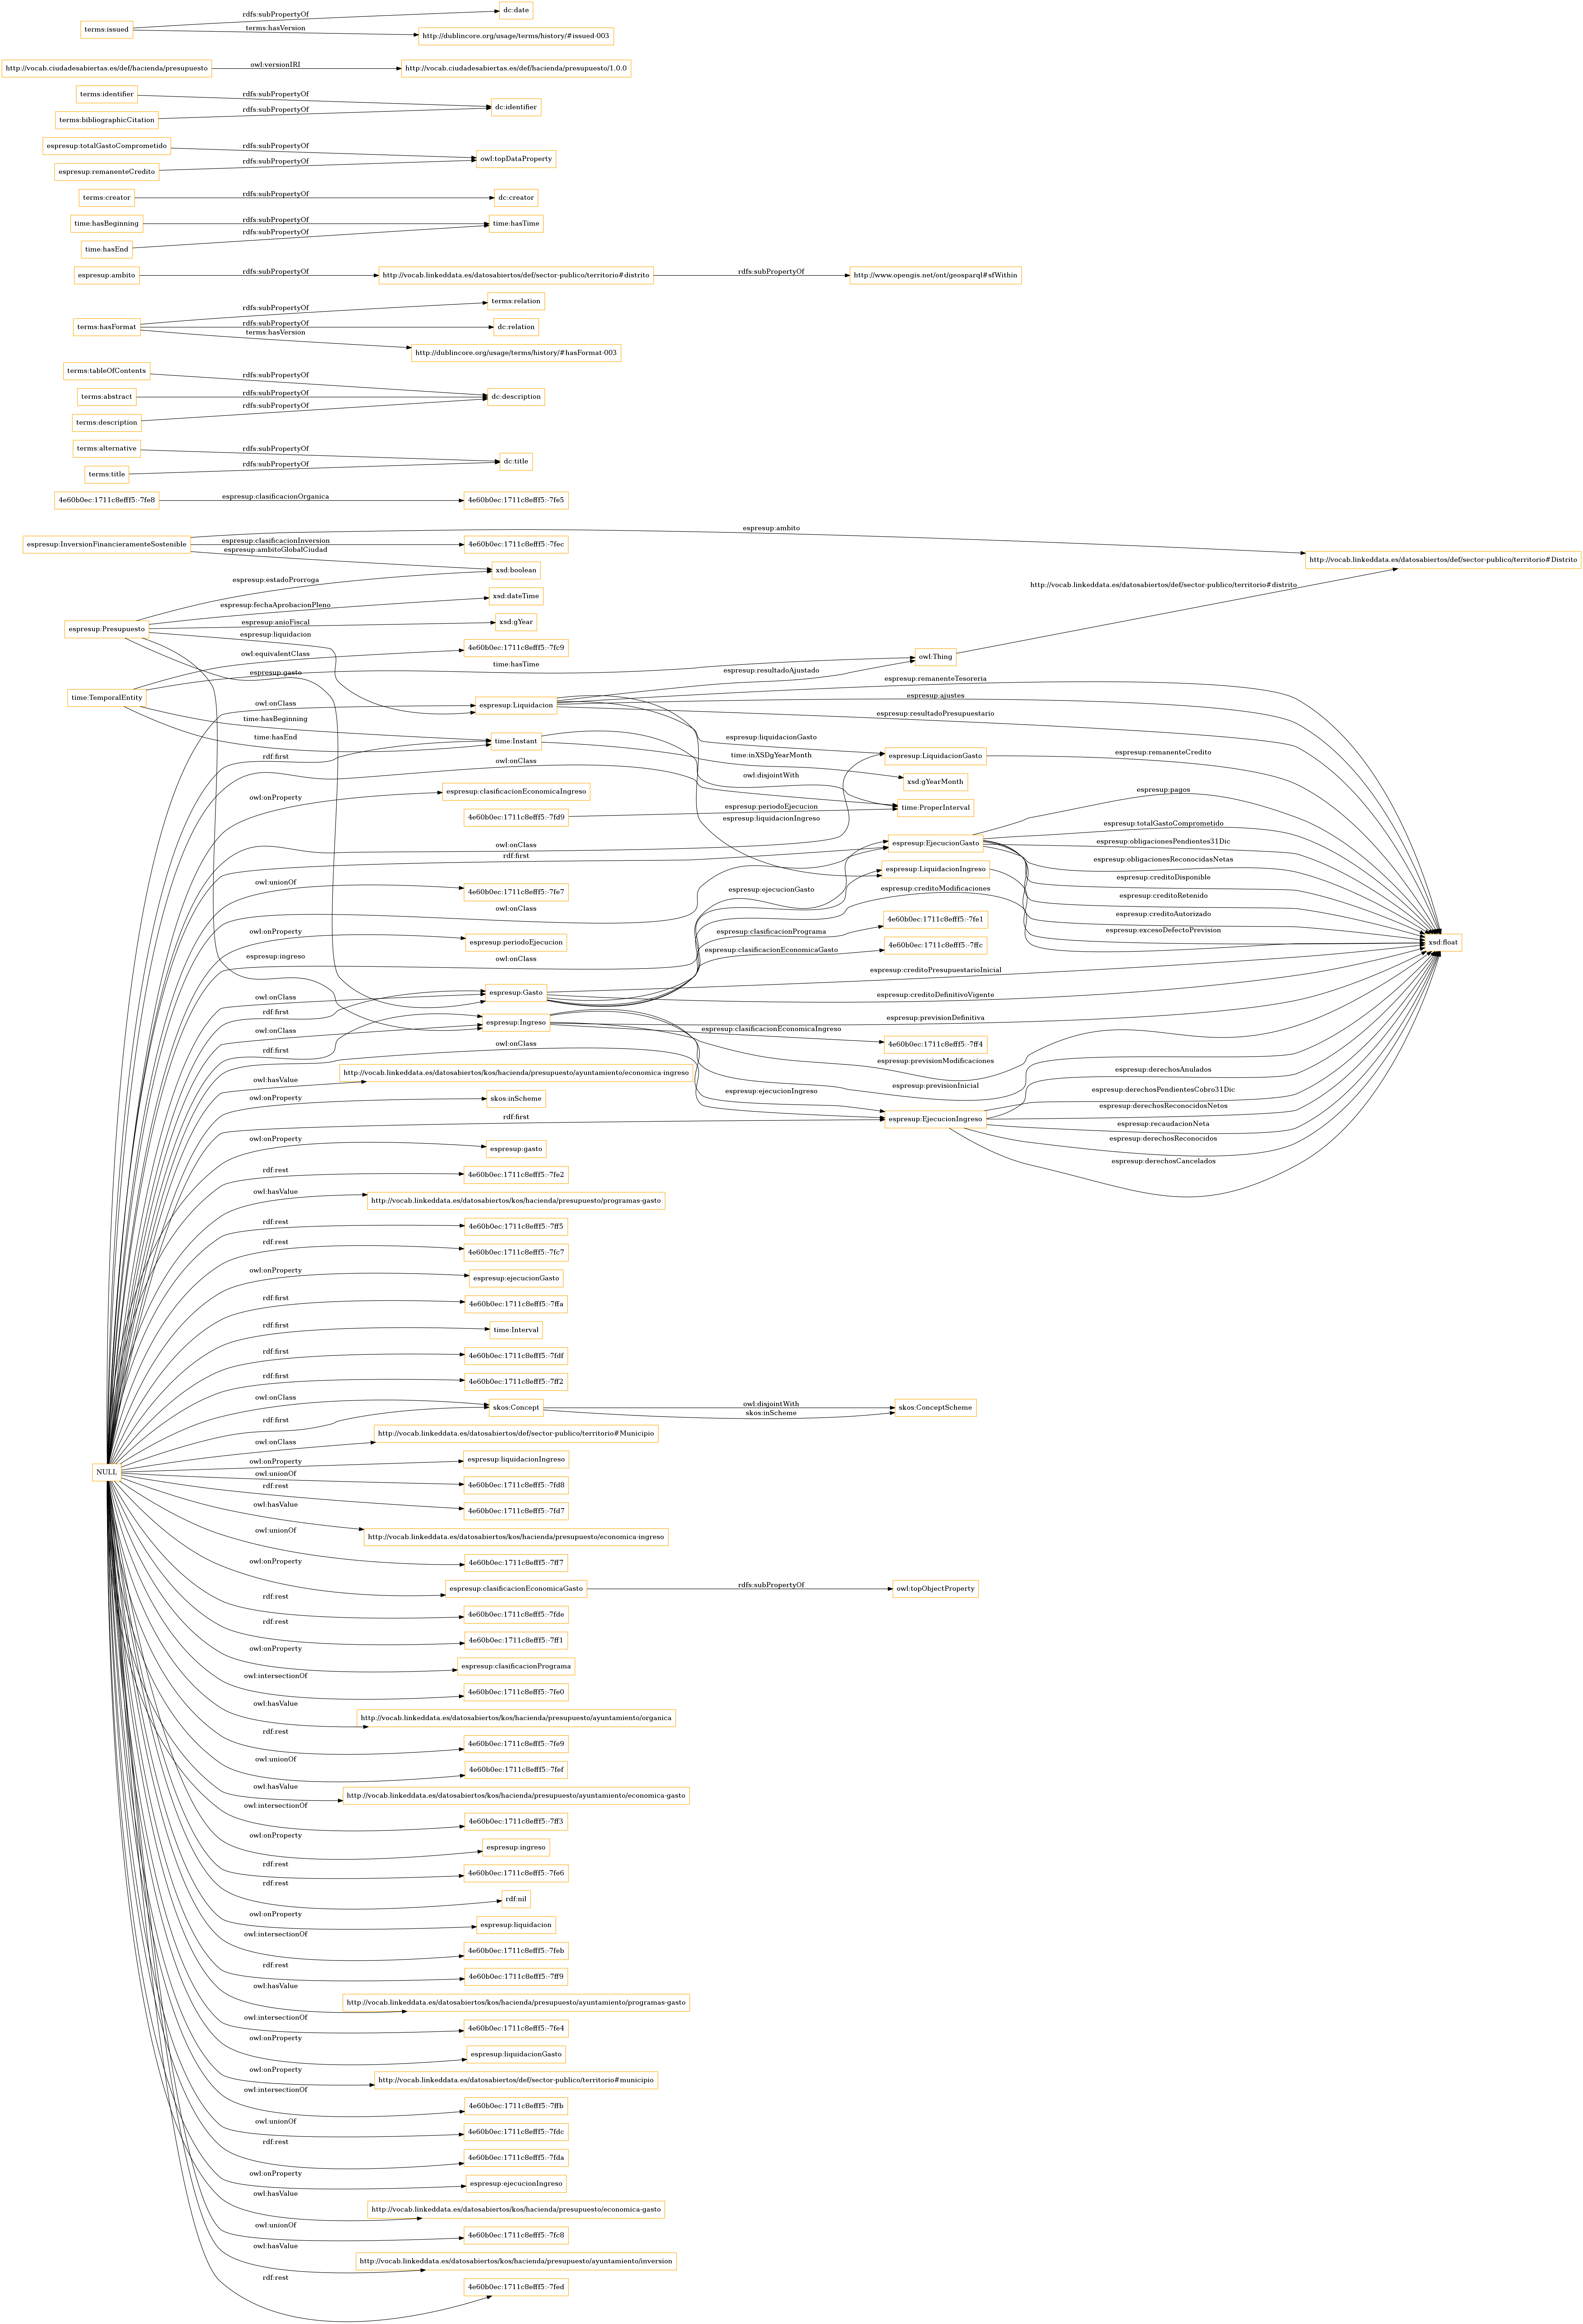 dc:date
rdfs:subPropertyOf
terms:issued
terms:hasVersion
http://dublincore.org/usage/terms/history/#issued-003
http://vocab.ciudadesabiertas.es/def/hacienda/presupuesto
owl:versionIRI
http://vocab.ciudadesabiertas.es/def/hacienda/presupuesto/1.0.0
terms:identifier
rdfs:subPropertyOf
dc:identifier
terms:bibliographicCitation
rdfs:subPropertyOf
espresup:totalGastoComprometido
rdfs:subPropertyOf
owl:topDataProperty
espresup:remanenteCredito
rdfs:subPropertyOf
terms:creator
rdfs:subPropertyOf
dc:creator
time:hasBeginning
rdfs:subPropertyOf
time:hasTime
time:hasEnd
rdfs:subPropertyOf
espresup:ambito
rdfs:subPropertyOf
http://vocab.linkeddata.es/datosabiertos/def/sector-publico/territorio#distrito
rdfs:subPropertyOf
http://www.opengis.net/ont/geosparql#sfWithin
terms:hasFormat
rdfs:subPropertyOf
terms:relation
rdfs:subPropertyOf
dc:relation
terms:hasVersion
http://dublincore.org/usage/terms/history/#hasFormat-003
terms:tableOfContents
rdfs:subPropertyOf
terms:abstract
rdfs:subPropertyOf
dc:description
terms:description
rdfs:subPropertyOf
terms:alternative
rdfs:subPropertyOf
dc:title
terms:title
rdfs:subPropertyOf
4e60b0ec:1711c8efff5:-7fe8
espresup:clasificacionOrganica
4e60b0ec:1711c8efff5:-7fe5
espresup:InversionFinancieramenteSostenible
espresup:ambito
espresup:clasificacionInversion
4e60b0ec:1711c8efff5:-7fec
espresup:ambitoGlobalCiudad
xsd:boolean
http://vocab.linkeddata.es/datosabiertos/def/sector-publico/territorio#Distrito
espresup:estadoProrroga
http://vocab.linkeddata.es/datosabiertos/def/sector-publico/territorio#distrito
espresup:fechaAprobacionPleno
xsd:dateTime
espresup:Presupuesto
espresup:anioFiscal
xsd:gYear
espresup:liquidacion
owl:equivalentClass
4e60b0ec:1711c8efff5:-7fc9
owl:Thing
time:hasTime
espresup:gasto
espresup:resultadoAjustado
time:TemporalEntity
espresup:remanenteTesoreria
owl:onClass
espresup:Liquidacion
espresup:ajustes
time:hasBeginning
espresup:resultadoPresupuestario
time:hasEnd
time:Instant
espresup:liquidacionGasto
rdf:first
time:inXSDgYearMonth
espresup:LiquidacionGasto
espresup:remanenteCredito
owl:onClass
owl:disjointWith
xsd:gYearMonth
owl:onProperty
espresup:clasificacionEconomicaIngreso
4e60b0ec:1711c8efff5:-7fd9
espresup:periodoEjecucion
time:ProperInterval
espresup:pagos
espresup:liquidacionIngreso
espresup:totalGastoComprometido
owl:onClass
espresup:EjecucionGasto
espresup:obligacionesPendientes31Dic
rdf:first
espresup:obligacionesReconocidasNetas
espresup:LiquidacionIngreso
espresup:creditoDisponible
owl:unionOf
4e60b0ec:1711c8efff5:-7fe7
espresup:ejecucionGasto
espresup:creditoModificaciones
espresup:creditoRetenido
owl:onClass
espresup:creditoAutorizado
4e60b0ec:1711c8efff5:-7fe1
espresup:clasificacionPrograma
espresup:excesoDefectoPrevision
owl:onProperty
espresup:periodoEjecucion
4e60b0ec:1711c8efff5:-7ffc
xsd:float
espresup:clasificacionEconomicaGasto
espresup:ingreso
owl:onClass
espresup:creditoPresupuestarioInicial
owl:onClass
espresup:Gasto
espresup:creditoDefinitivoVigente
rdf:first
owl:onClass
espresup:Ingreso
espresup:previsionDefinitiva
espresup:clasificacionEconomicaIngreso
4e60b0ec:1711c8efff5:-7ff4
rdf:first
owl:onClass
espresup:previsionModificaciones
espresup:derechosAnulados
http://vocab.linkeddata.es/datosabiertos/kos/hacienda/presupuesto/ayuntamiento/economica-ingreso
owl:hasValue
espresup:ejecucionIngreso
espresup:previsionInicial
espresup:derechosPendientesCobro31Dic
owl:onProperty
skos:inScheme
espresup:derechosReconocidosNetos
rdf:first
espresup:EjecucionIngreso
espresup:recaudacionNeta
owl:onProperty
espresup:gasto
espresup:derechosReconocidos
rdf:rest
4e60b0ec:1711c8efff5:-7fe2
espresup:derechosCancelados
owl:hasValue
http://vocab.linkeddata.es/datosabiertos/kos/hacienda/presupuesto/programas-gasto
rdf:rest
4e60b0ec:1711c8efff5:-7ff5
rdf:rest
4e60b0ec:1711c8efff5:-7fc7
owl:onProperty
espresup:ejecucionGasto
rdf:first
4e60b0ec:1711c8efff5:-7ffa
rdf:first
time:Interval
rdf:first
4e60b0ec:1711c8efff5:-7fdf
rdf:first
4e60b0ec:1711c8efff5:-7ff2
owl:onClass
skos:Concept
owl:disjointWith
skos:ConceptScheme
rdf:first
skos:inScheme
owl:onClass
http://vocab.linkeddata.es/datosabiertos/def/sector-publico/territorio#Municipio
NULL
owl:onProperty
espresup:liquidacionIngreso
owl:unionOf
4e60b0ec:1711c8efff5:-7fd8
rdf:rest
4e60b0ec:1711c8efff5:-7fd7
owl:hasValue
http://vocab.linkeddata.es/datosabiertos/kos/hacienda/presupuesto/economica-ingreso
owl:unionOf
4e60b0ec:1711c8efff5:-7ff7
owl:onProperty
espresup:clasificacionEconomicaGasto
rdfs:subPropertyOf
owl:topObjectProperty
rdf:rest
4e60b0ec:1711c8efff5:-7fde
rdf:rest
4e60b0ec:1711c8efff5:-7ff1
owl:onProperty
espresup:clasificacionPrograma
owl:intersectionOf
4e60b0ec:1711c8efff5:-7fe0
owl:hasValue
http://vocab.linkeddata.es/datosabiertos/kos/hacienda/presupuesto/ayuntamiento/organica
rdf:rest
4e60b0ec:1711c8efff5:-7fe9
owl:unionOf
4e60b0ec:1711c8efff5:-7fef
owl:hasValue
http://vocab.linkeddata.es/datosabiertos/kos/hacienda/presupuesto/ayuntamiento/economica-gasto
owl:intersectionOf
4e60b0ec:1711c8efff5:-7ff3
owl:onProperty
espresup:ingreso
rdf:rest
4e60b0ec:1711c8efff5:-7fe6
rdf:rest
rdf:nil
owl:onProperty
espresup:liquidacion
owl:intersectionOf
4e60b0ec:1711c8efff5:-7feb
rdf:rest
4e60b0ec:1711c8efff5:-7ff9
owl:hasValue
http://vocab.linkeddata.es/datosabiertos/kos/hacienda/presupuesto/ayuntamiento/programas-gasto
owl:intersectionOf
4e60b0ec:1711c8efff5:-7fe4
owl:onProperty
espresup:liquidacionGasto
owl:onProperty
http://vocab.linkeddata.es/datosabiertos/def/sector-publico/territorio#municipio
owl:intersectionOf
4e60b0ec:1711c8efff5:-7ffb
owl:unionOf
4e60b0ec:1711c8efff5:-7fdc
rdf:rest
4e60b0ec:1711c8efff5:-7fda
owl:onProperty
espresup:ejecucionIngreso
owl:hasValue
http://vocab.linkeddata.es/datosabiertos/kos/hacienda/presupuesto/economica-gasto
owl:unionOf
4e60b0ec:1711c8efff5:-7fc8
owl:hasValue
http://vocab.linkeddata.es/datosabiertos/kos/hacienda/presupuesto/ayuntamiento/inversion
rdf:rest
4e60b0ec:1711c8efff5:-7fed